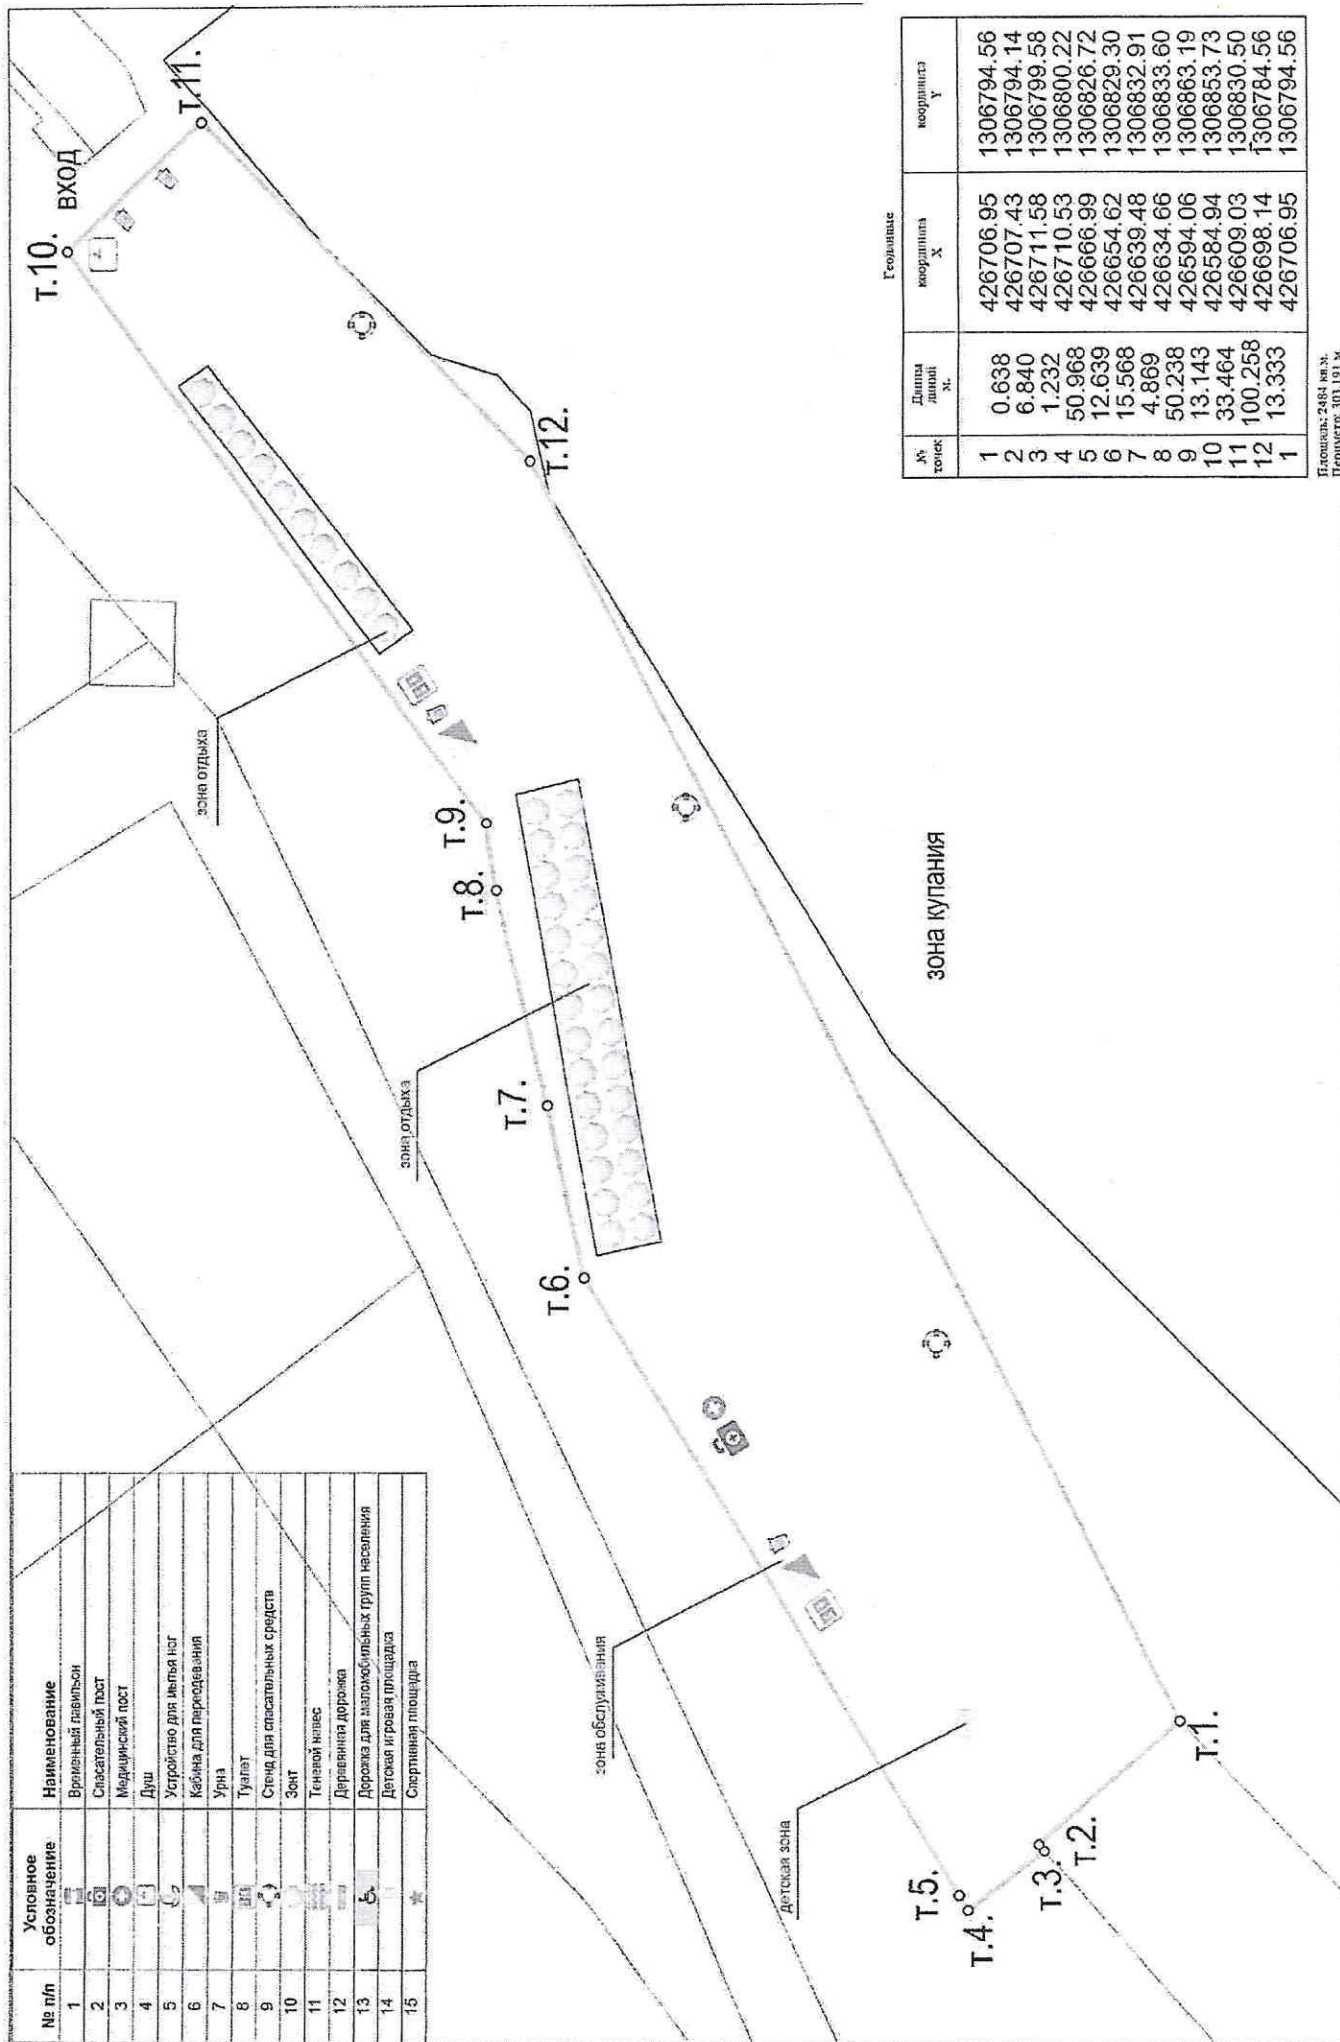 № п/п Условное обозначение Наименование
1 Временный павильон
2 Спасательный пост
3 Медицинский пост
4 Душ
5 Устройство для мытья ног
6 Кабина для переодевания
7 Урна
8 Туалет
9 Стенд для спасательных средств
10 Зонт
11 Теневой навес
12 Деревянная дорожка
13 Дорожка для маломобильных групп населения
14 Детская игровая площадка
15 Спортивная площадка
вход
т.10.
т.11.
зона отдыха
т.12.
т.9.
т.8.
зона отдыха
т.7.
т.6.
зона купания
зона обслуживания
детская зона
т.5.
т.4.
т.3.
т.2.
т.1.
Геоданные
№ точек Длины линий м. координата X координата Y
1 426706.95 1306794.56
0.638
2 426707.43 1306794.14
6.840
3 426711.58 1306799.58
1.232
4 426710.53 1306800.22
50.968
5 426666.99 1306826.72
12.639
6 426654.62 1306829.30
15.568
7 426639.48 1306832.91
4.869
8 426634.66 1306833.60
50.238
9 426594.06 1306863.19
13.143
10 426584.94 1306853.73
33.464
11 426609.03 1306830.50
100.258
12 426698.14 1306784.56
13.333
1 426706.95 1306794.56
Площадь: 2484 кв.м.
Периметр: 303.191 м.